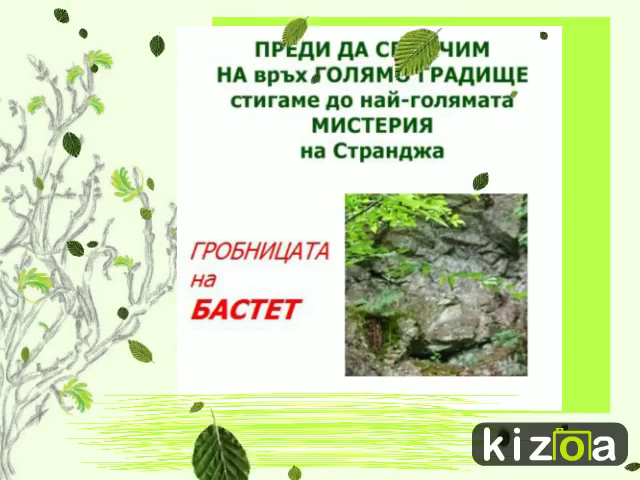 ПРЕДИ ДА
НА връх ГОЛЯМО ГРАДИЩЕ
стигаме до най-голямата
МИСТЕРИЯ
на Странджа
ГРОБНИЦАТА
на
БАСТЕТ
kizoa